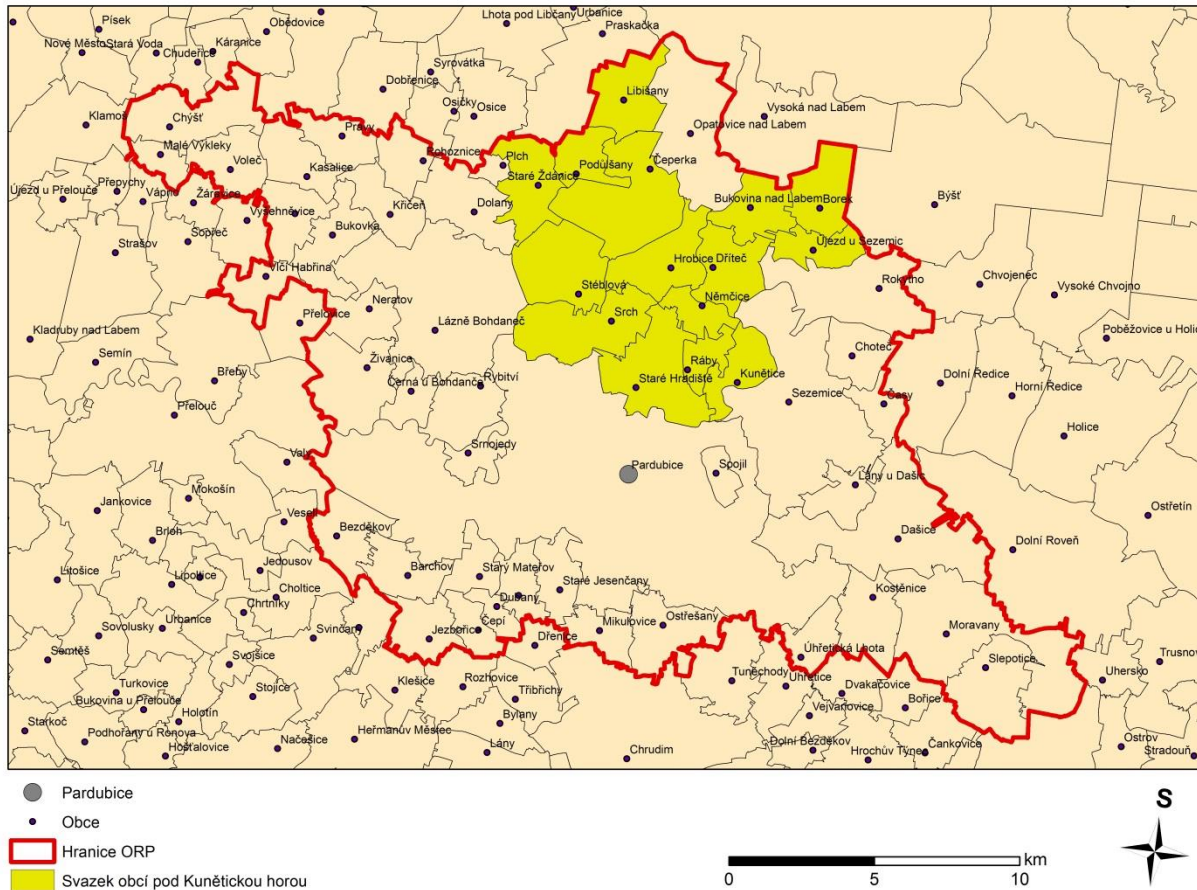 Písek
Obědovice
Lhota pod Libčany
Urbanice
Praskačka
Nové Město
Stará Voda
Káranice
Chudeřice
Syrovátka
Dobřenice
Osičky
Osice
Libišany
Vysoká nad Labem
Klamoš
Chýšť
Pravy
Opatovice nad Labem
Malé Výkleky
Voleč
Kasalice
Rohoznice
Plch
Podůlšany
Čeperka
Újezd u Přelouče
Přepychy
Vápno
Žáravice
Staré Ždánice
Křičeň
Dolany
Bukovina nad Labem
Borek
Býšť
Vyšehněvice
Bukovka
Strašov
Sopřeč
Újezd u Sezemic
Vlčí Habřina
Hrobice
Dříteč
Rokytno
Chvojenec
Vysoké Chvojno
Neratov
Stéblová
Němčice
Přelovice
Srch
Lázně Bohdaneč
Kladruby nad Labem
Poběžovice u Holic
Semín
Choteč
Živanice
Ráby
Kunětice
Břehy
Černá u Bohdanče
Rybitví
Staré Hradiště
Dolní Ředice
Horní Ředice
Přelouč
Sezemice
Časy
Holice
Srnojedy
Valy
Pardubice
Spojil
Lány u Dašic
Mokošín
Jankovice
Veselí
Ostřetín
Brloh
Bezděkov
Dašice
Dolní Roveň
Litošice
Lipoltice
Jedousov
Barchov
Starý Mateřov
Staré Jesenčany
Choltice
Kostěnice
Chrtníky
Dubany
Sovolusky
Urbanice
Svinčany
Jezbořice
Čepí
Mikulovice
Ostřešany
Moravany
Dřenice
Semtěš
Svojšice
Úhřetická Lhota
Slepotice
Trusnov
Turkovice
Stojice
Klešice
Rozhovice
Třibřichy
Tuněchody
Úhřetice
Dvakačovice
Uhersko
Bukovina u Přelouče
Holotín
Bylany
Vejvanovice
Bořice
Starkoč
Podhořany u Ronova
Hošťalovice
Načešice
Heřmanův Městec
Lány
Chrudim
Dolní Bezděkov
Hrochův Týnec
Čankovice
Ostrov
Stradouň
Pardubice
Obce
Hranice ORP
Svazek obcí pod Kunětickou horou
S
km
0
5
10